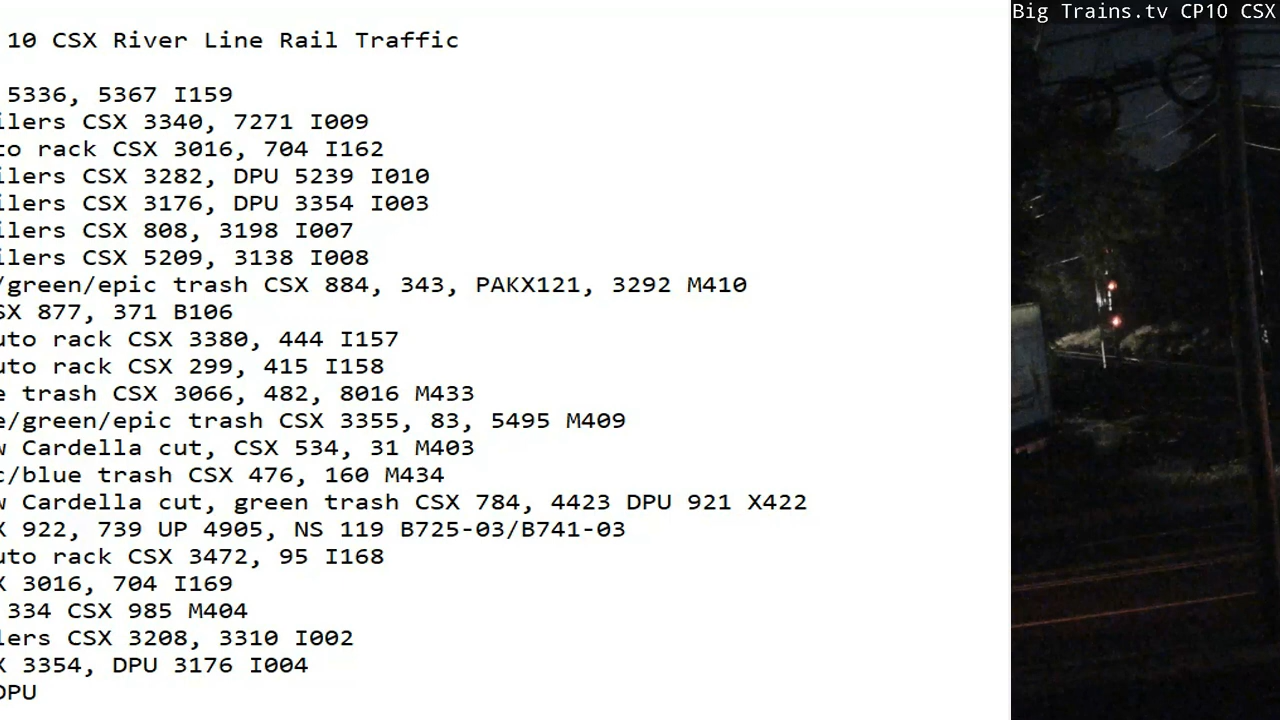 10 CSX River Line Rail Traffic
5336, 5367 I159
ilers CSX 3340, 7271 I009
to rack CSX 3016, 704 I162
ilers CSX 3282, DPU 5239 I010
ilers CSX 3176, DPU 3354 I003
ilers CSX 808, 3198 I007
ilers CSX 5209, 3138 I008
/green/epic trash CSX 884, 343, PAKX121, 3292 M410
SX 877, 371 B106
uto rack CSX 3380, 444 I157
uto rack CSX 299, 415 I158
e trash CSX 3066, 482, 8016 M433
e/green/epic trash CSX 3355, 83, 5495 M409
w Cardella cut, CSX 534, 31 M403
c/blue trash CSX 476, 160 M434
w Cardella cut, green trash CSX 784, 4423 DPU 921 X422
X 922, 739 UP 4905, NS 119 B725-03/B741-03
uto rack CSX 3472, 95 I168
X 3016, 704 I169
334 CSX 985 M404
lers CSX 3208, 3310 I002
X 3354, DPU 3176 I004
DPU
Big Trains.tv CP10 CSX